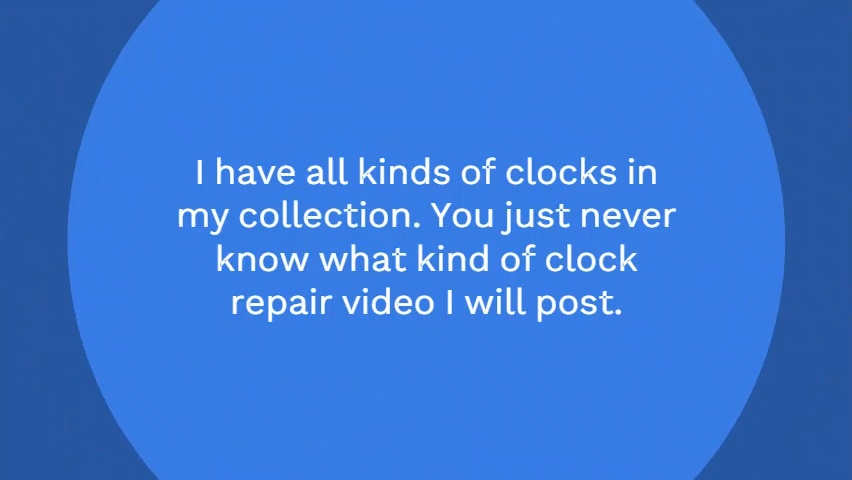 I have all kinds of clocks in
my collection. You just never
know what kind of clock
repair video I will post.